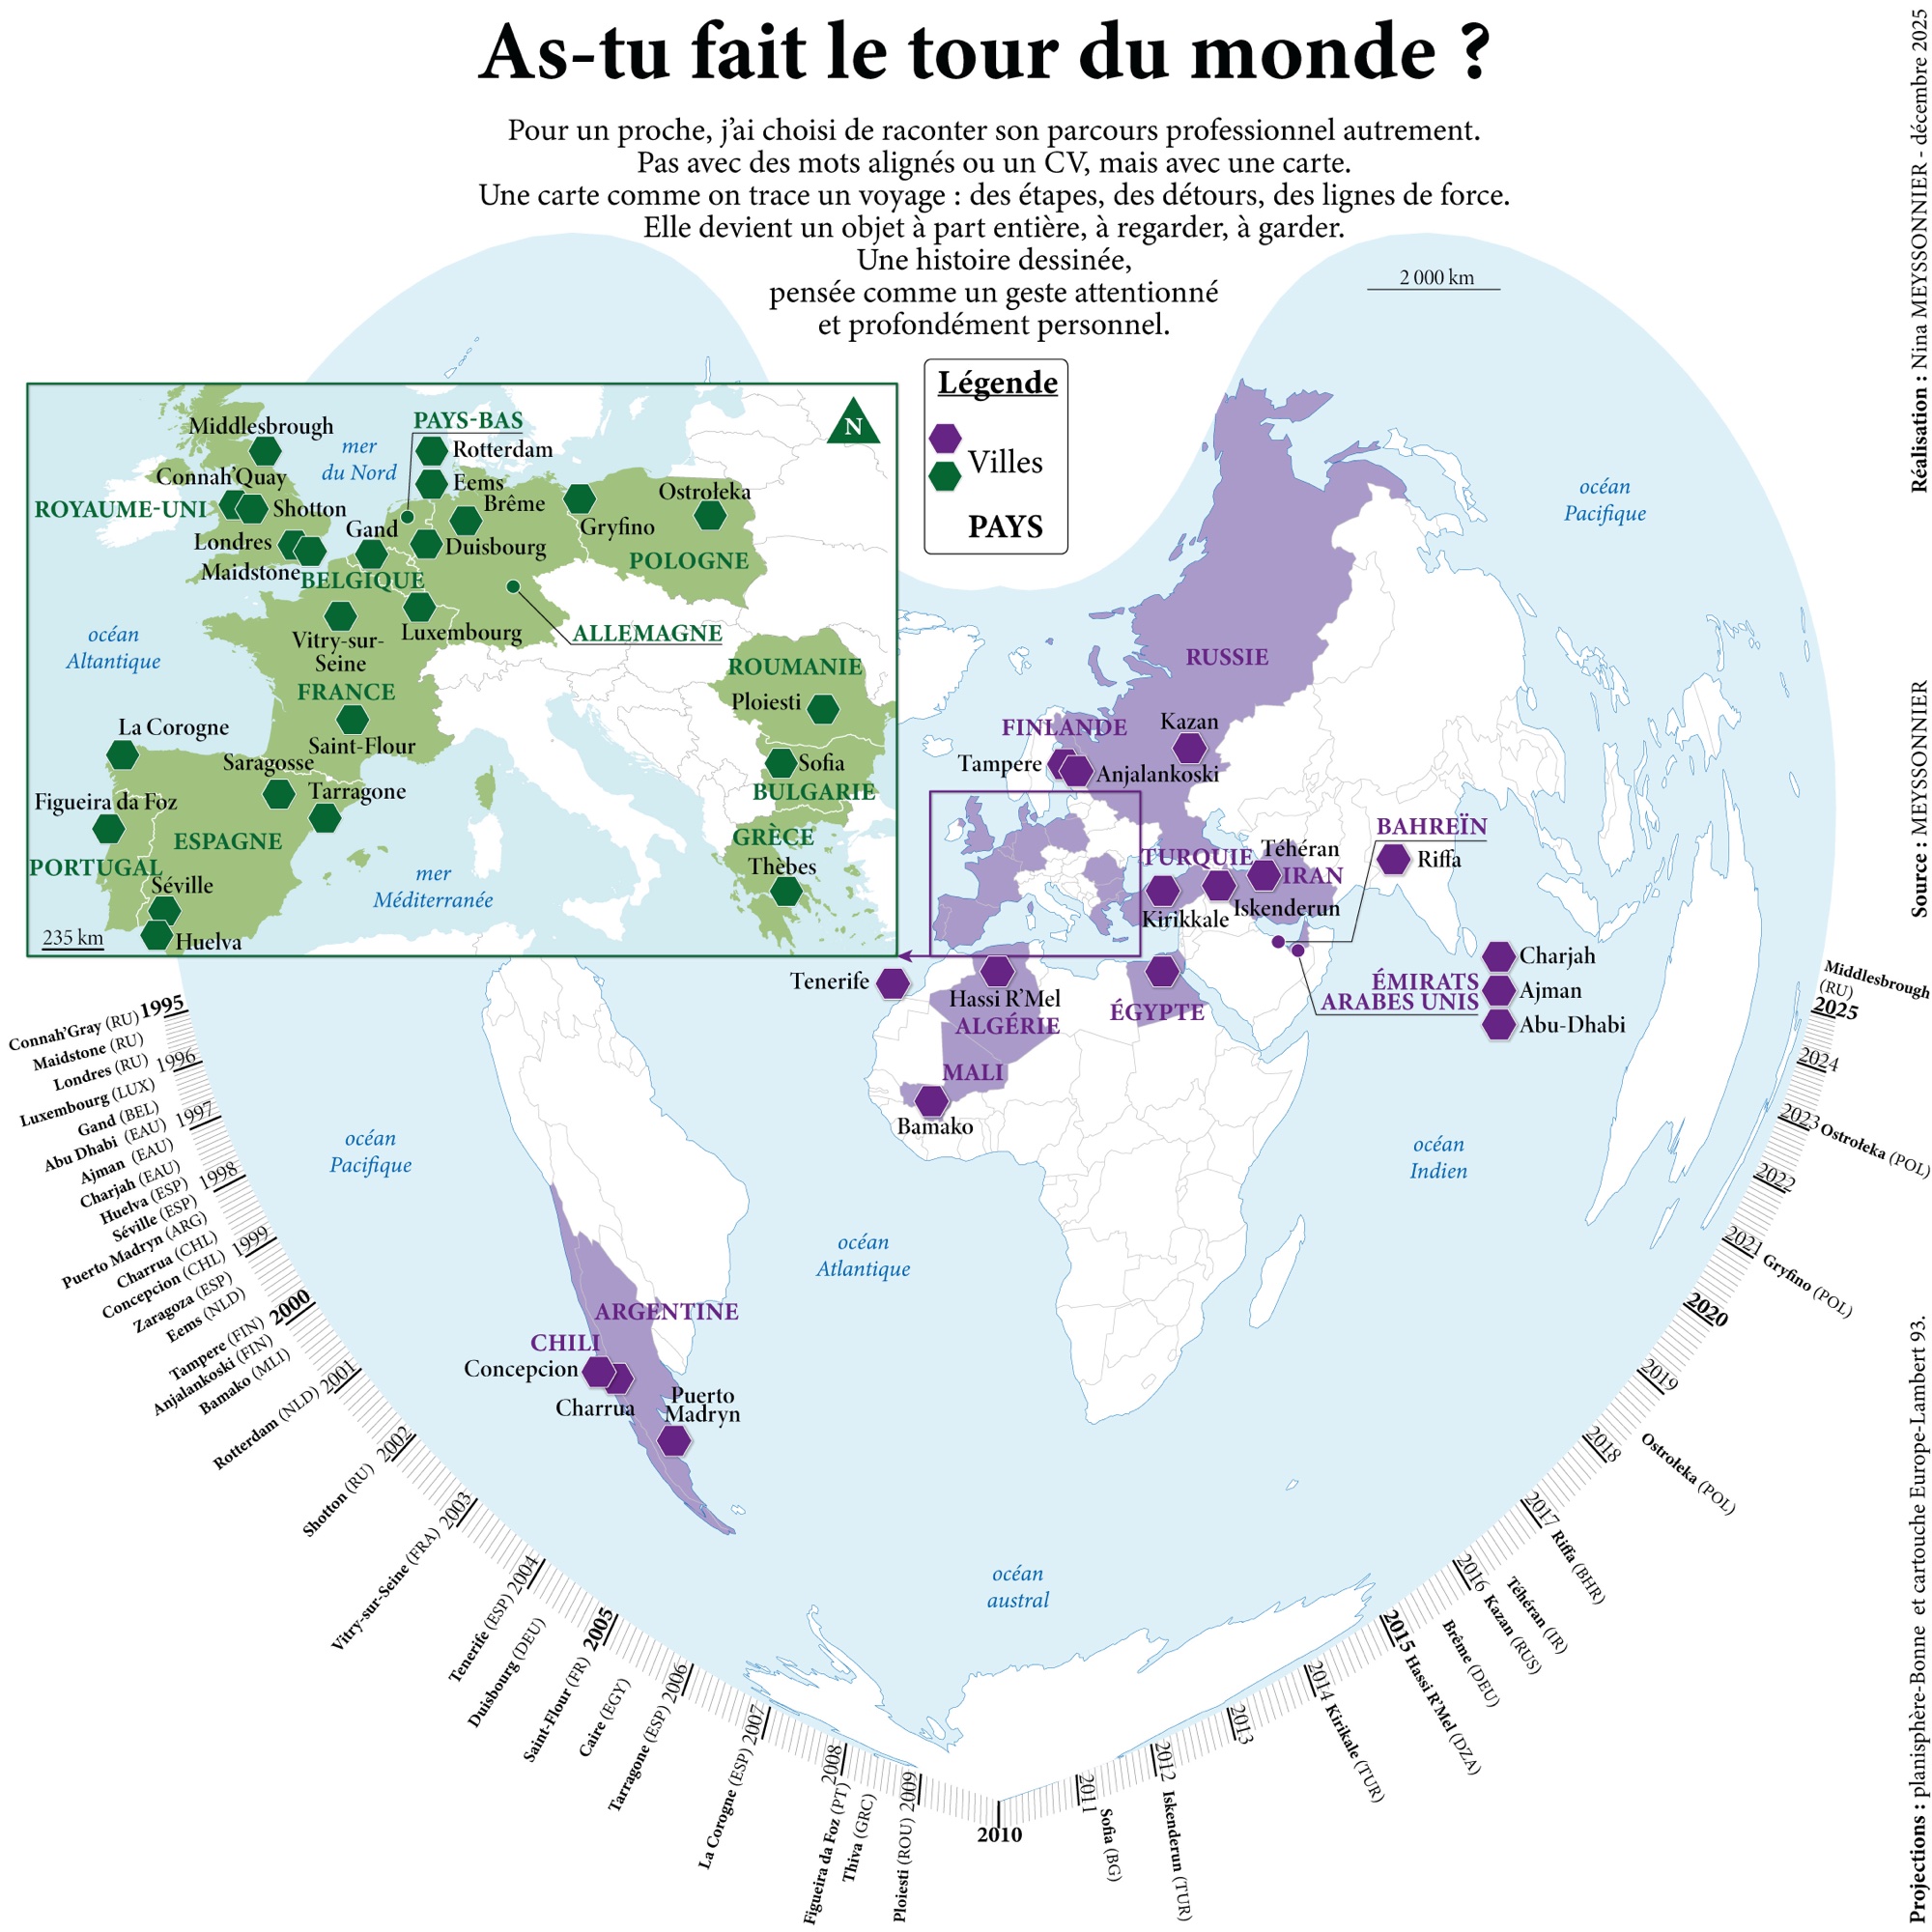 As-tu fait le tour du monde ?
Pour un proche, j'ai choisi de raconter son parcours professionnel autrement.
Pas avec des mots alignés ou un CV, mais avec une carte.
Une carte comme on trace un voyage : des étapes, des détours, des lignes de force.
Elle devient un objet à part entière, à regarder, à garder.
Une histoire dessinée,
pensée comme un geste attentionné
et profondément personnel.
2 000 km
Légende
Villes
PAYS
N
Middlesbrough
mer
du Nord
PAYS-BAS
Rotterdam
Eems
Connah'Quay
ROYAUME-UNI
Shotton
Brême
Gand
Gryfino
Ostrołeka
Londres
Maidstone
Duisbourg
POLOGNE
BELGIQUE
océan
Altantique
Vitry-sur-
Seine
Luxembourg
ALLEMAGNE
FRANCE
ROUMANIE
Ploiesti
La Corogne
Saint-Flour
Saragosse
Sofia
Tarragone
BULGARIE
Figueira da Foz
ESPAGNE
GRÈCE
PORTUGAL
Thèbes
Séville
mer
Méditerranée
Huelva
235 km
océan
Pacifique
RUSSIE
FINLANDE
Kazan
Tampere
Anjalankoski
BAHREÏN
Riffa
TURQUIE
Téhéran
IRAN
Kirikkale
Iskenderun
Charjah
ÉMIRATS
ARABES UNIS
Ajman
Abu-Dhabi
Tenerife
Hassi R'Mel
ALGÉRIE
ÉGYPTE
MALI
Bamako
océan
Pacifique
océan
Atlantique
océan
Indien
ARGENTINE
CHILI
Concepcion
Charrua
Puerto
Madryn
océan
austral
1995
Connah'Gray (RU)
Maidstone (RU)
Londres (RU)
1996
Luxembourg (LUX)
Gand (BEL)
Abu Dhabi (EAU)
1997
Ajman (EAU)
Charjah (EAU)
Huelva (ESP)
1998
Séville (ESP)
Puerto Madryn (ARG)
Charrua (CHL)
Concepcion (CHL)
1999
Zaragoza (ESP)
Eems (NLD)
2000
Tampere (FIN)
Anjalankoski (FIN)
Bamako (MLI)
2001
Rotterdam (NLD)
2002
Shotton (RU)
2003
Vitry-sur-Seine (FRA)
2004
Tenerife (ESP)
Duisbourg (DEU)
2005
Saint-Flour (FR)
Caire (EGY)
2006
Tarragone (ESP)
2007
La Corogne (ESP)
2008
Figueira da Foz (PT)
Thiva (GRC)
2009
Ploiesti (ROU)
2010
2011
Sofia (BG)
2012
Iskenderun (TUR)
2013
2014
Kirikale (TUR)
2015
Hassi R'Mel (DZA)
Brême (DEU)
2016
Kazan (RUS)
Téhéran (IR)
2017
Riffa (BHR)
2018
Ostrołeka (POL)
2019
2020
2021
Gryfino (POL)
2022
2023
Ostrołeka (POL)
2024
2025
Middlesbrough
(RU)
Réalisation : Nina MEYSSONNIER - décembre 2025
Source : MEYSSONNIER
Projections : planisphère-Bonne et cartouche Europe-Lambert 93.